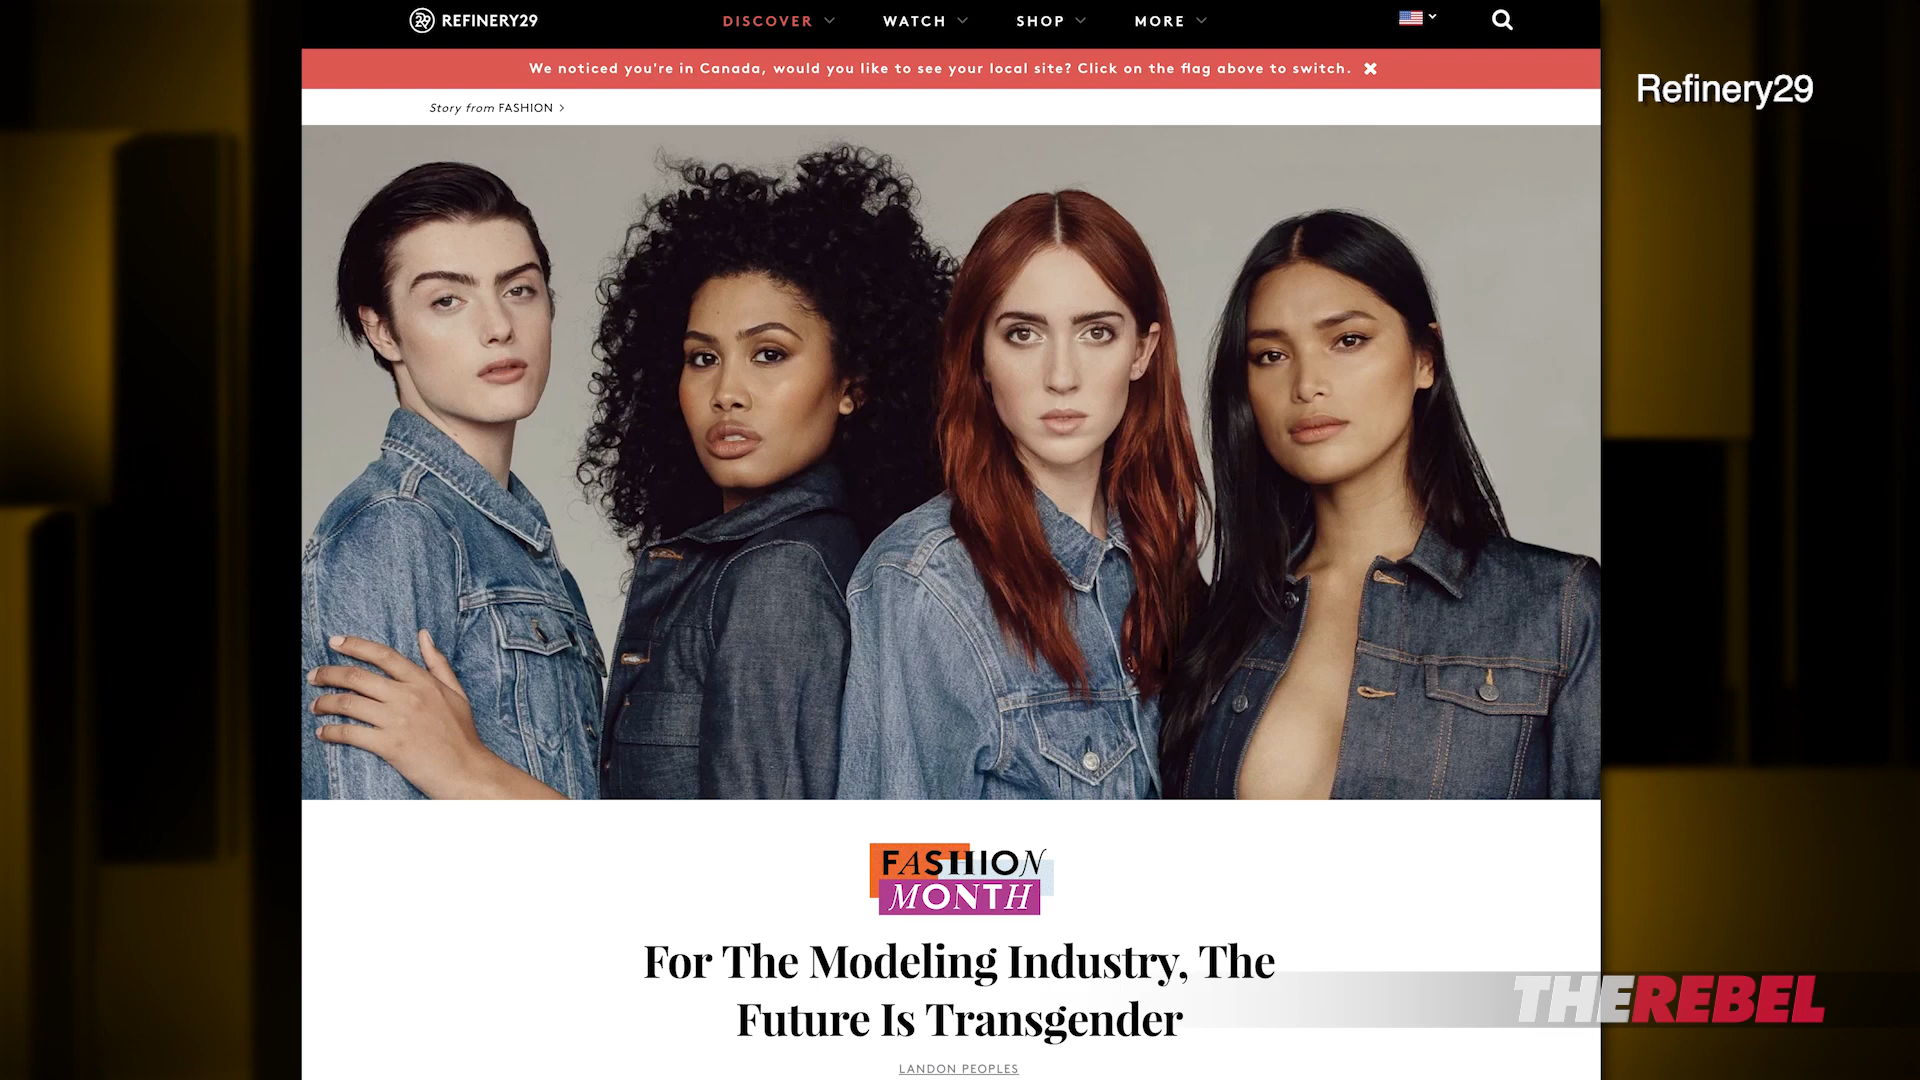 29 REFINERY29
DISCOVER WATCH SHOP MORE
We noticed you're in Canada, would you like to see your local site? Click on the flag above to switch. ✖
Refinery29
Story from FASHION >
FASHION
MONTH
For The Modeling Industry, The
Future Is Transgender
THEREBEL
LANDON PEOPLES